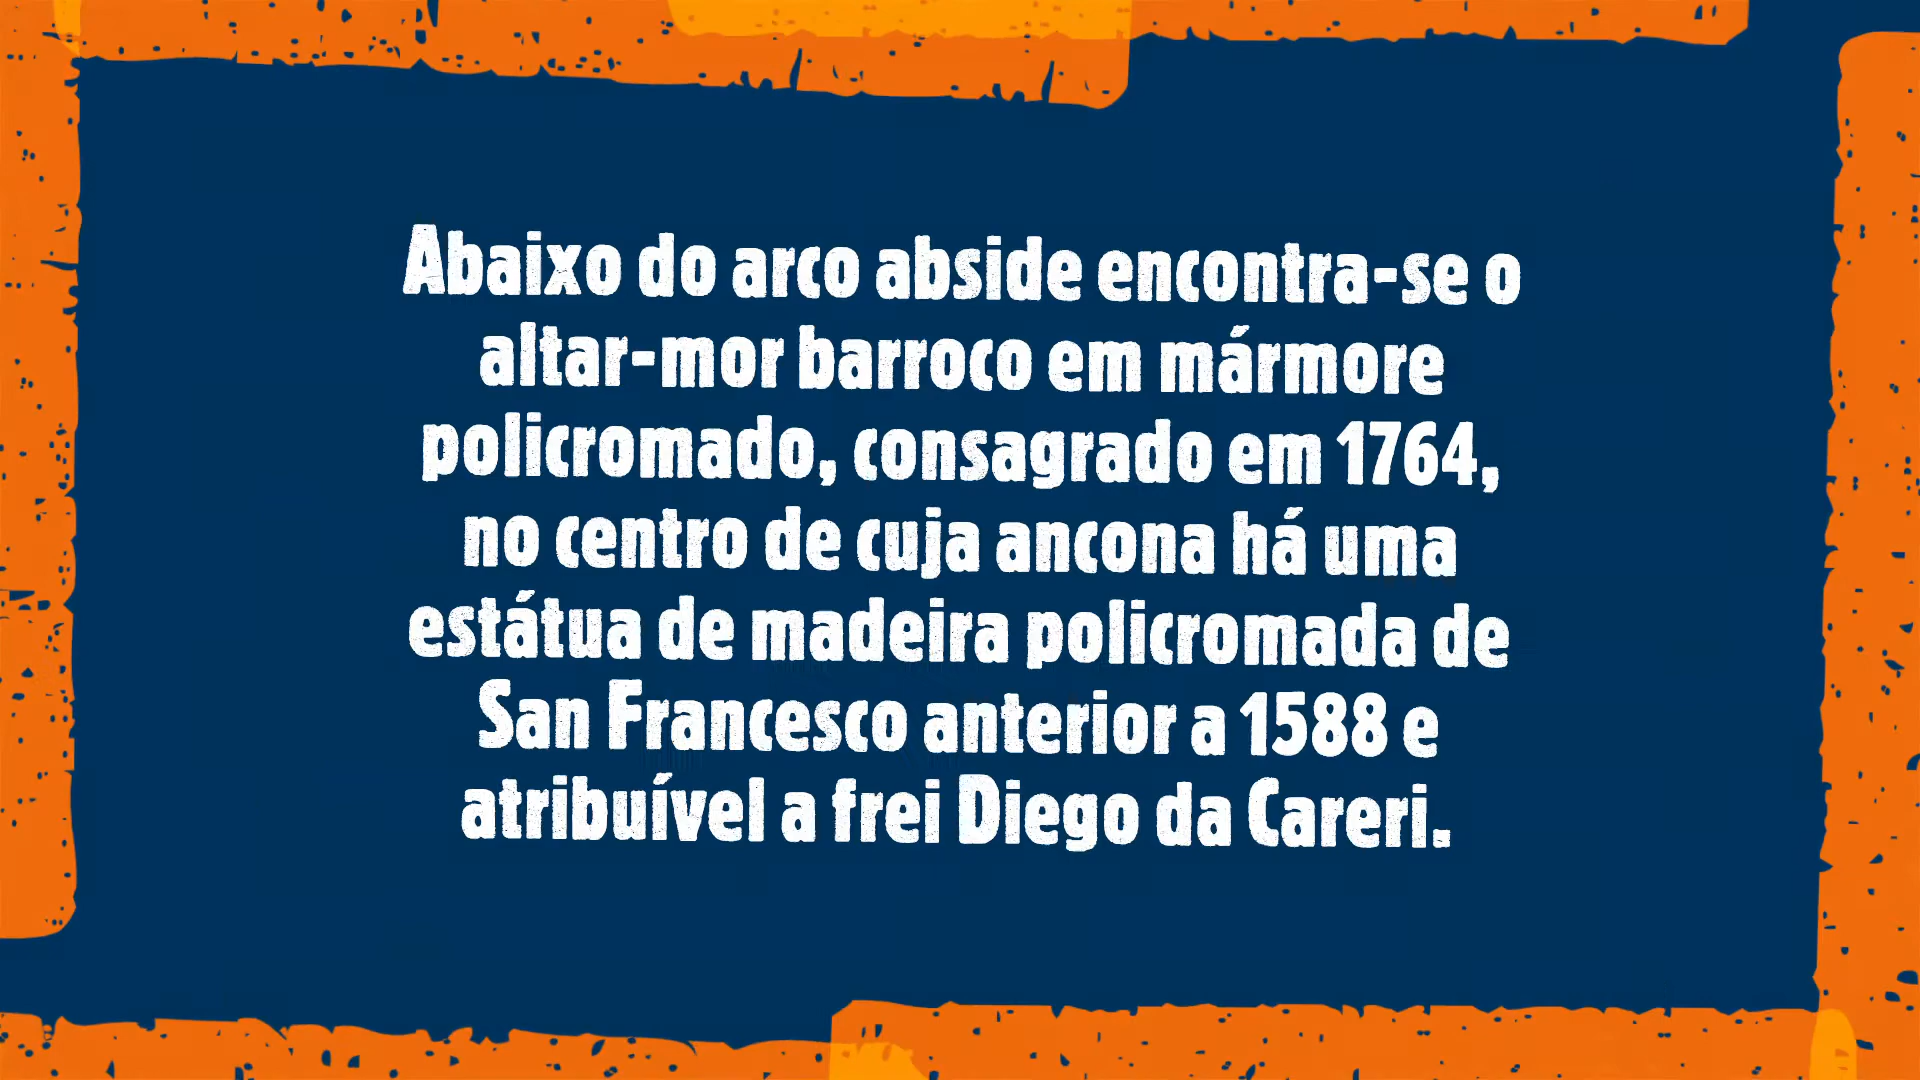 Abaixo do arco abside encontra-se o
altar-mor barroco em mármore
policromado, consagrado em 1764,
no centro de cuja ancona há uma
estátua de madeira policromada de
San Francesco anterior a 1588 e
atribuível a frei Diego da Careri.